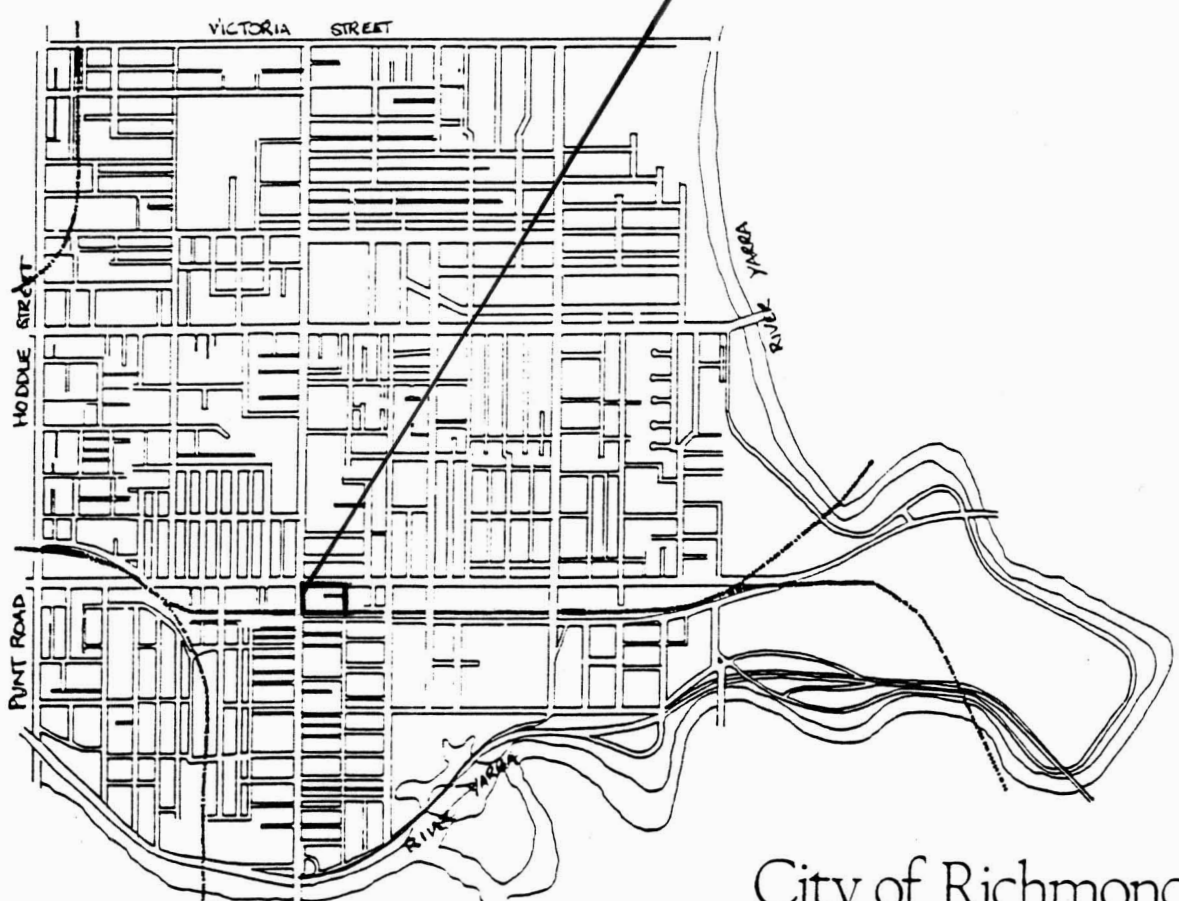 VICTORIA STREET
HODDLE STREET
RIVER YARRA
PUNT ROAD
RIVER YARRA
City of Richmond